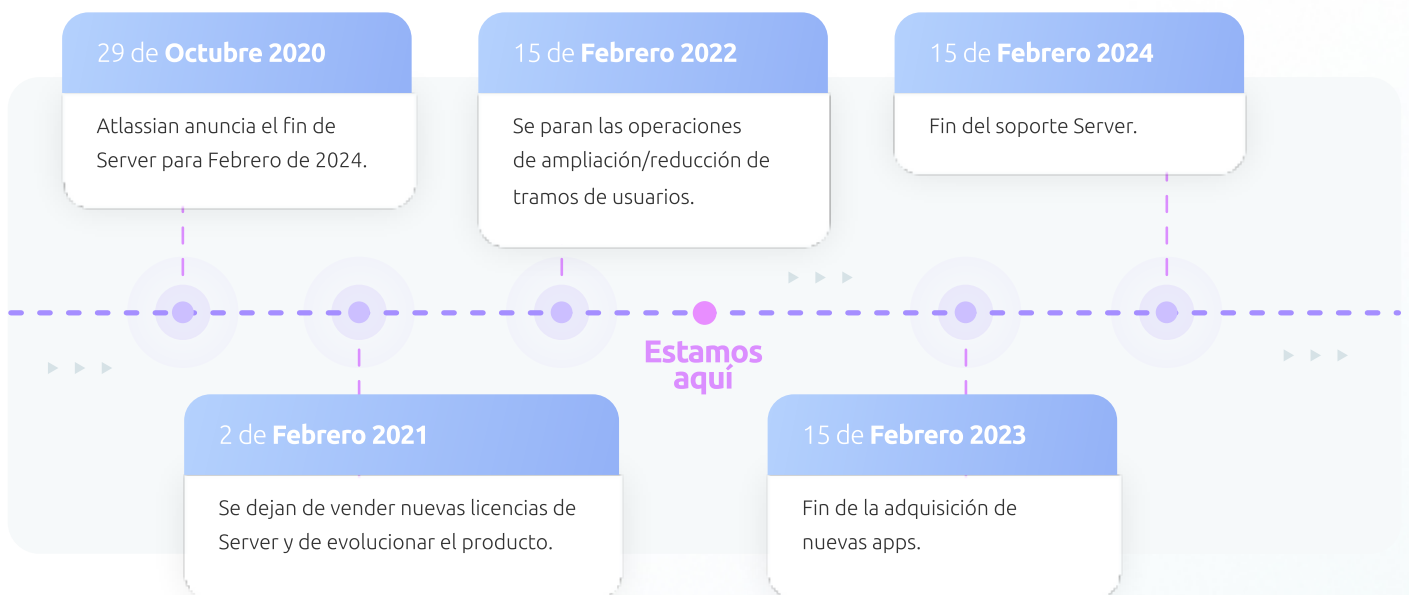 29 de Octubre 2020
Atlassian anuncia el fin de
Server para Febrero de 2024.
15 de Febrero 2022
Se paran las operaciones
de ampliación/reducción de
tramos de usuarios.
15 de Febrero 2024
Fin del soporte Server.
Estamos
aquí
2 de Febrero 2021
Se dejan de vender nuevas licencias de
Server y de evolucionar el producto.
15 de Febrero 2023
Fin de la adquisición de
nuevas apps.